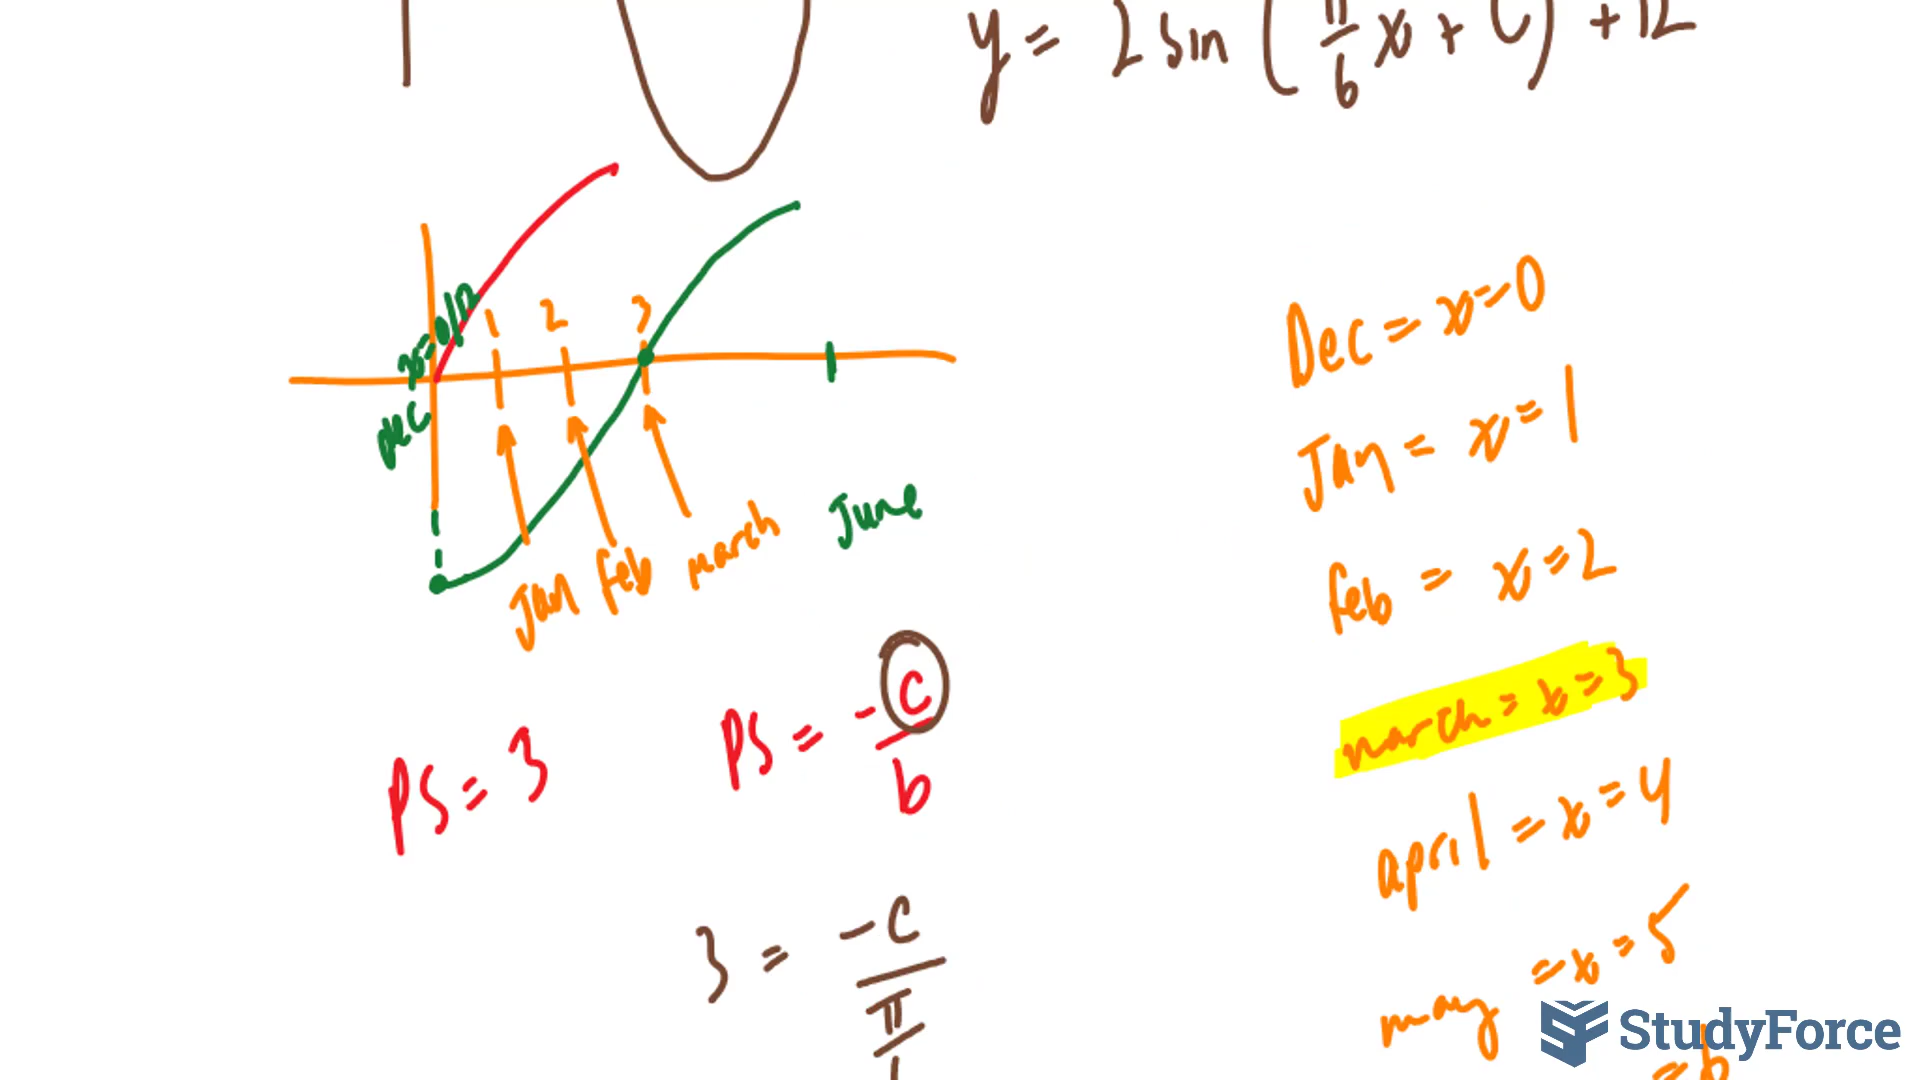 y = 2 sin (π/6 x + C) + 12
1 2 3
Dec
Jan feb march June
Dec = x = 0
Jan = x = 1
feb = x = 2
march = x = 3
april = x = 4
may = x = 5
= 6
PS = 3
PS = -c/b
3 = -c/π/
StudyForce